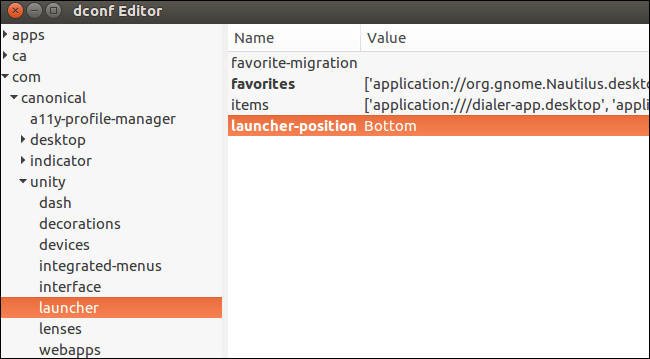 dconf Editor
apps
ca
com
canonical
a11y-profile-manager
desktop
indicator
unity
dash
decorations
devices
integrated-menus
interface
launcher
lenses
webapps
Name Value
favorite-migration
favorites ['application://org.gnome.Nautilus.deskto
items ['application:///dialer-app.desktop', 'appli
launcher-position Bottom